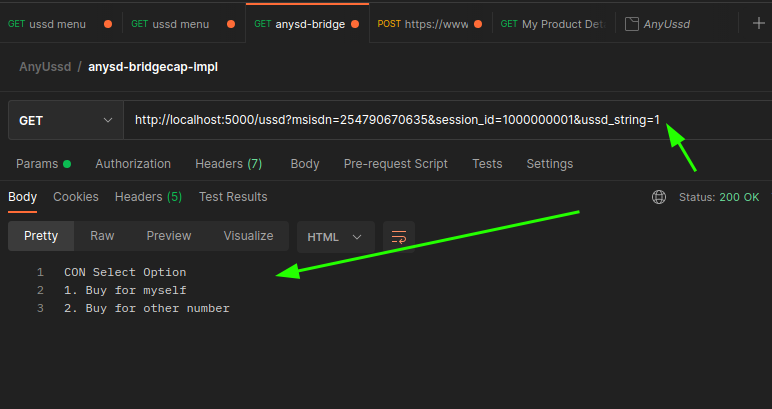 GET ussd menu GET ussd menu GET anysd-bridge POST https://www GET My Product Det AnyUssd
AnyUssd / anysd-bridgecap-impl
GET http://localhost:5000/ussd?msisdn=254790670635&session_id=1000000001&ussd_string=1
Params Authorization Headers (7) Body Pre-request Script Tests Settings
Body Cookies Headers (5) Test Results Status: 200 OK
Pretty Raw Preview Visualize HTML
1 CON Select Option
2 1. Buy for myself
3 2. Buy for other number